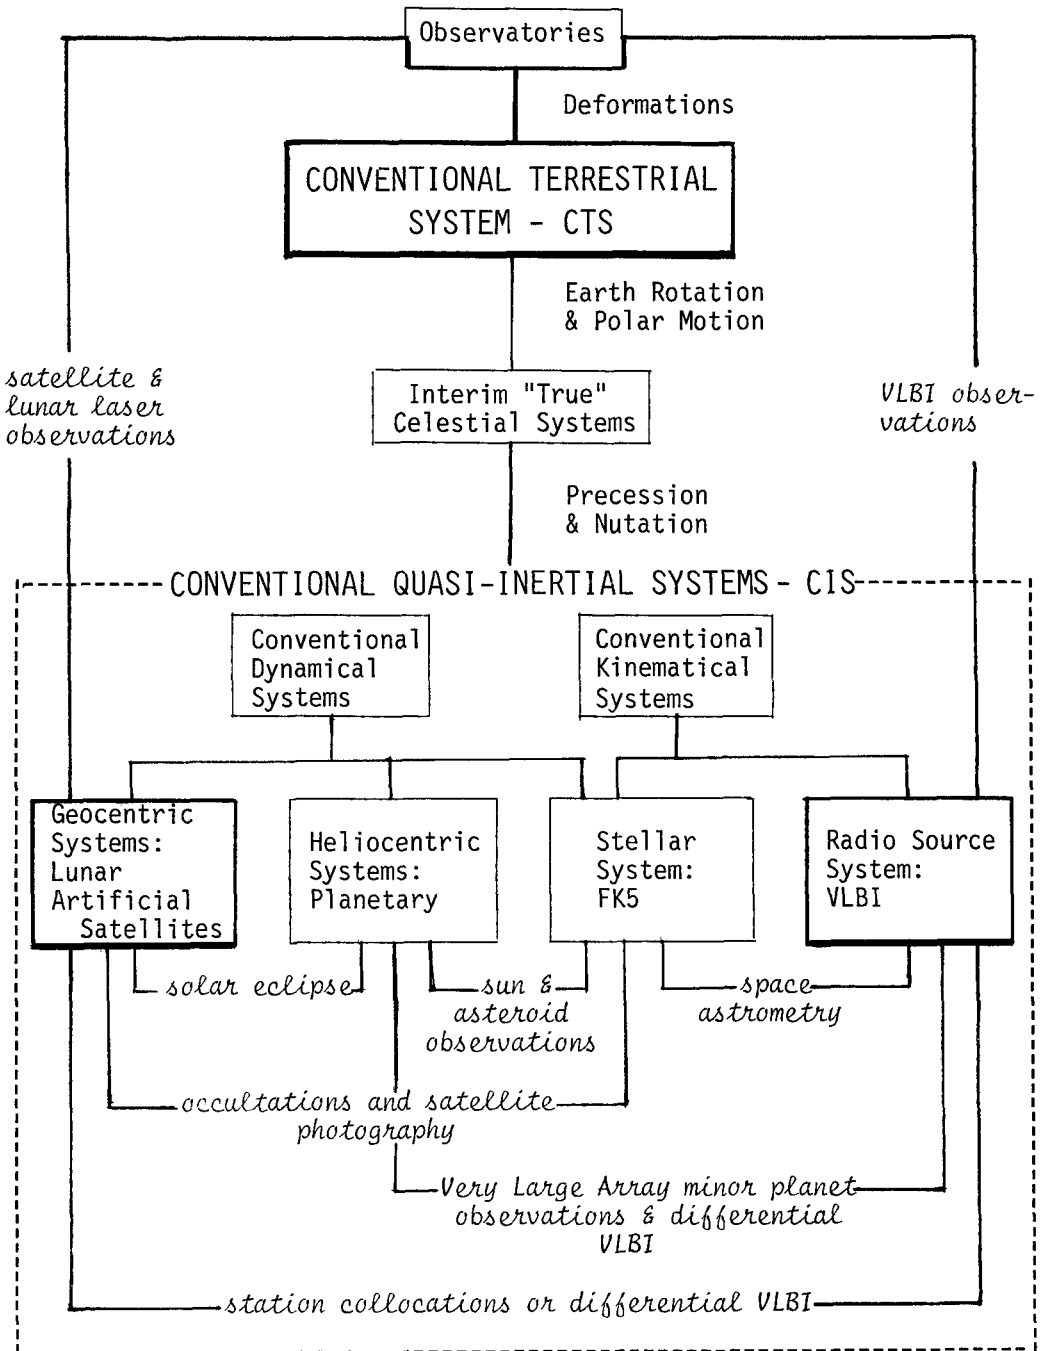 Observatories
Deformations
CONVENTIONAL TERRESTRIAL
SYSTEM - CTS
Earth Rotation
& Polar Motion
satellite &
lunar laser
observations
Interim "True"
Celestial Systems
VLBI obser-
vations
Precession
& Nutation
CONVENTIONAL QUASI-INERTIAL SYSTEMS - CIS
Conventional
Dynamical
Systems
Conventional
Kinematical
Systems
Geocentric
Systems:
Lunar
Artificial
Satellites
Heliocentric
Systems:
Planetary
Stellar
System:
FK5
Radio Source
System:
VLBI
solar eclipse
sun &
asteroid
observations
space
astrometry
occultations and satellite
photography
Very Large Array minor planet
observations & differential
VLBI
station collocations or differential VLBI